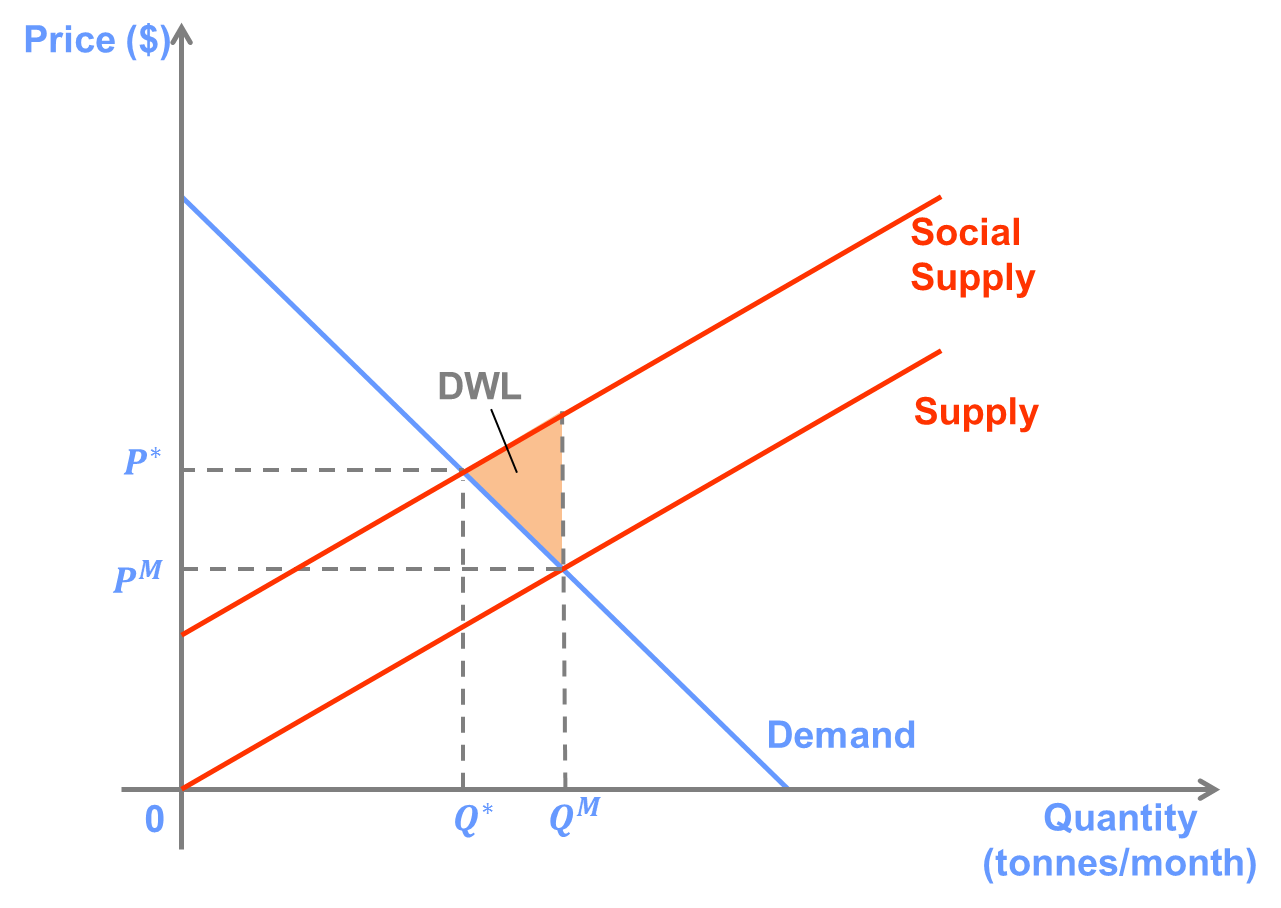 Price ($)
Social
Supply
DWL
Supply
P*
P^M
Demand
0
Q*
Q^M
Quantity
(tonnes/month)